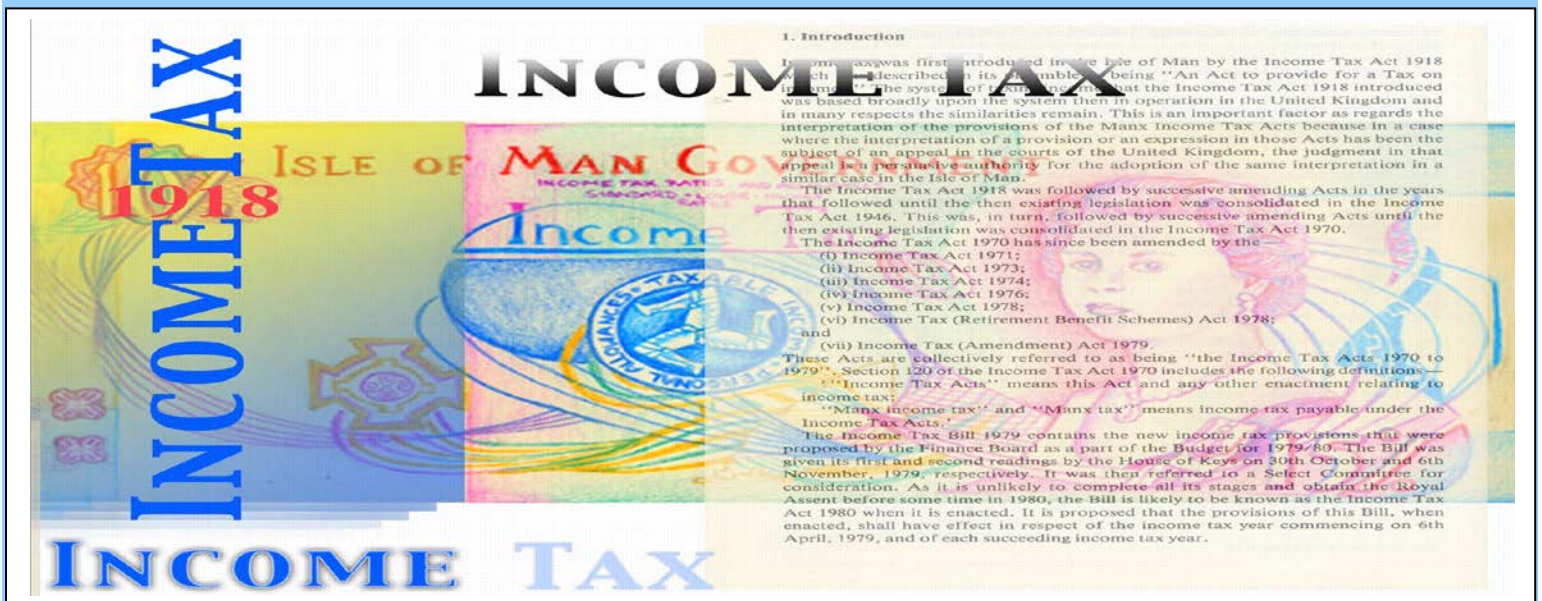 INCOME TAX
INCOME TAX
1918
ISLE OF MAN GOVERNMENT
INCOME TAX RATES
STANDARD LOWER
Income
PERSONAL ALLOWANCES TAXABLE INCOME
INCOME TAX
1. Introduction
Income tax was first introduced in the Isle of Man by the Income Tax Act 1918
which described in its being "An Act to provide for a Tax on
The system of that the Income Tax Act 1918 introduced
was based broadly upon the system then in operation in the United Kingdom and
in many respects the similarities remain. This is an important factor as regards the
interpretation of the provisions of the Manx Income Tax Acts because in a case
where the interpretation of a provision or an expression in those Acts has been the
subject of an appeal in the courts of the United Kingdom, the judgment in that
appeal is a persuasive authority for the adoption of the same interpretation in a
similar case in the Isle of Man.
The Income Tax Act 1918 was followed by successive amending Acts in the years
that followed until the then existing legislation was consolidated in the Income
Tax Act 1946. This was, in turn, followed by successive amending Acts until the
then existing legislation was consolidated in the Income Tax Act 1970.
The Income Tax Act 1970 has since been amended by the—
(i) Income Tax Act 1971;
(ii) Income Tax Act 1973;
(iii) Income Tax Act 1974;
(iv) Income Tax Act 1976;
(v) Income Tax Act 1978;
(vi) Income Tax (Retirement Benefit Schemes) Act 1978;
and
(vii) Income Tax (Amendment) Act 1979.
These Acts are collectively referred to as being "the Income Tax Acts 1970 to
1979". Section 120 of the Income Tax Act 1970 includes the following definitions—
'"Income Tax Acts" means this Act and any other enactment relating to
income tax;
"Manx income tax" and "Manx tax" means income tax payable under the
Income Tax Acts.'
The Income Tax Bill 1979 contains the new income tax provisions that were
proposed by the Finance Board as a part of the Budget for 1979/80. The Bill was
given its first and second readings by the House of Keys on 30th October and 6th
November, 1979, respectively. It was then referred to a Select Committee for
consideration. As it is unlikely to complete all its stages and obtain the Royal
Assent before some time in 1980, the Bill is likely to be known as the Income Tax
Act 1980 when it is enacted. It is proposed that the provisions of this Bill, when
enacted, shall have effect in respect of the income tax year commencing on 6th
April, 1979, and of each succeeding income tax year.